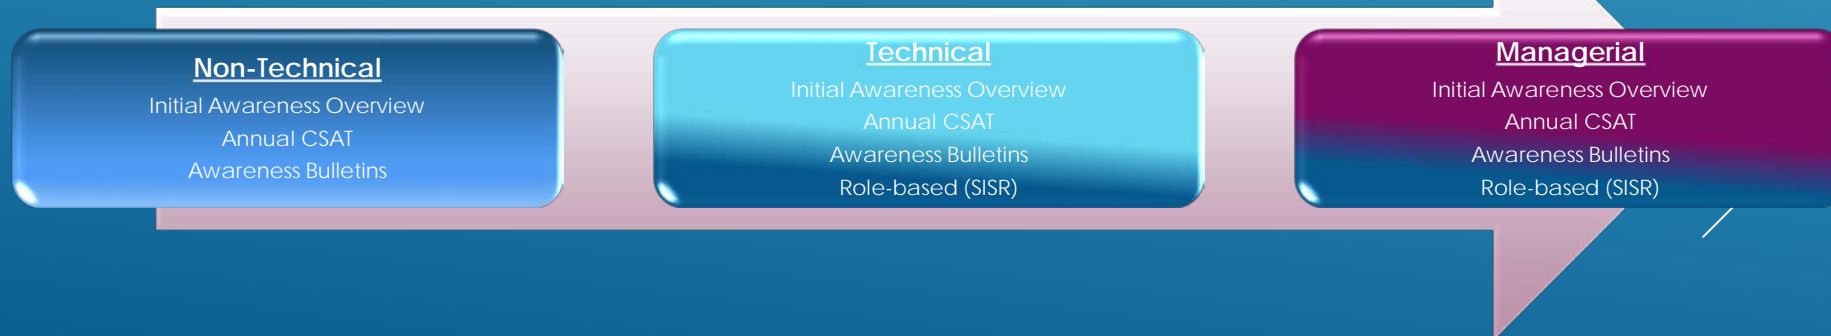 Non-Technical
Initial Awareness Overview
Annual CSAT
Awareness Bulletins
Technical
Initial Awareness Overview
Annual CSAT
Awareness Bulletins
Role-based (SISR)
Managerial
Initial Awareness Overview
Annual CSAT
Awareness Bulletins
Role-based (SISR)